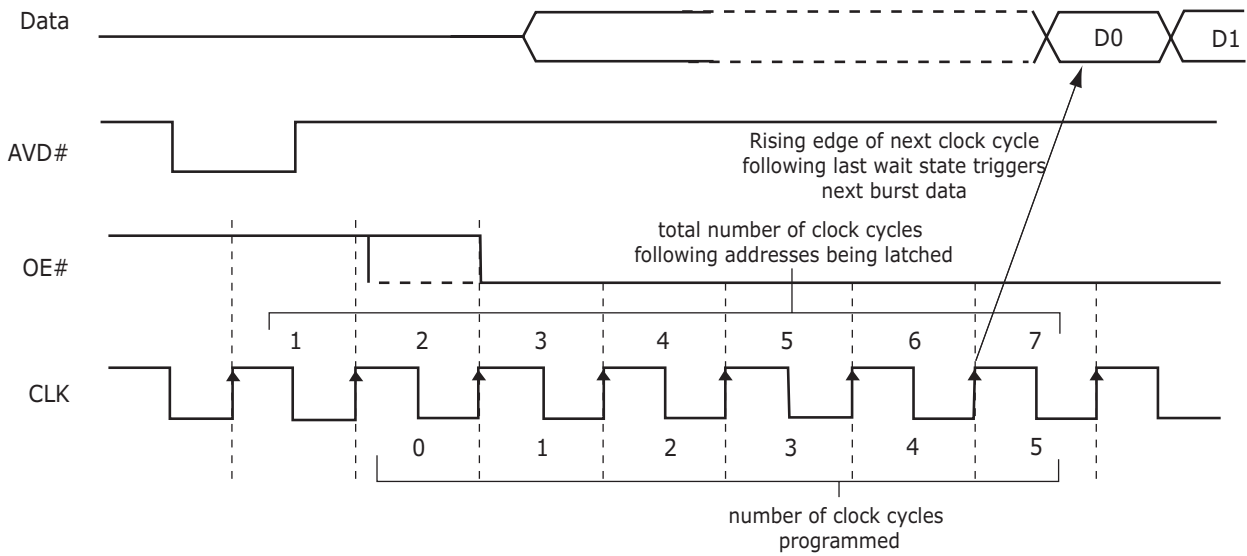 Data
D0
D1
AVD#
Rising edge of next clock cycle
following last wait state triggers
next burst data
total number of clock cycles
following addresses being latched
OE#
1 2 3 4 5 6 7
CLK
0 1 2 3 4 5
number of clock cycles
programmed